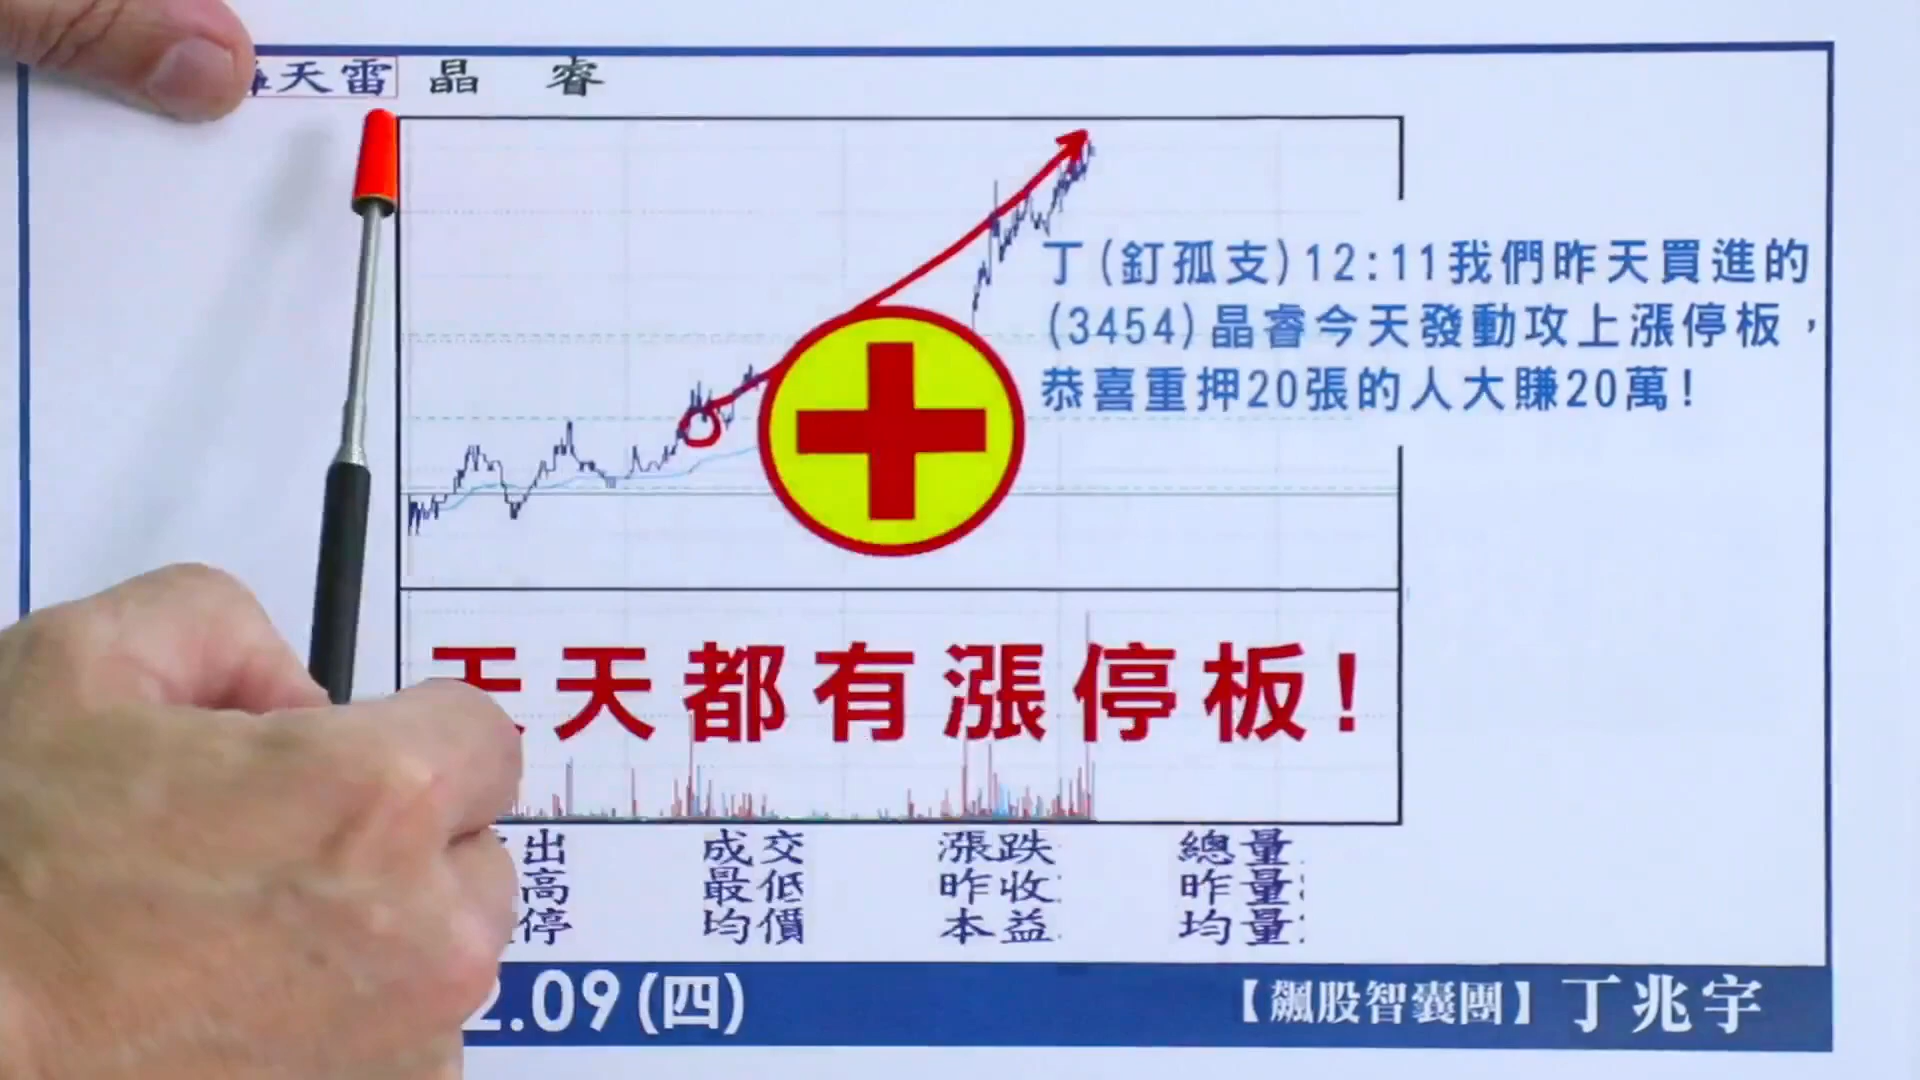 天雷 晶 睿
丁(釘孤支)12:11我們昨天買進的
(3454)晶睿今天發動攻上漲停板，
恭喜重押20張的人大賺20萬!
天天都有漲停板!
出 成交 漲跌 總量
高 最低 昨收 昨量
停 均價 本益 均量
2.09(四)
【飆股智囊團】丁兆宇